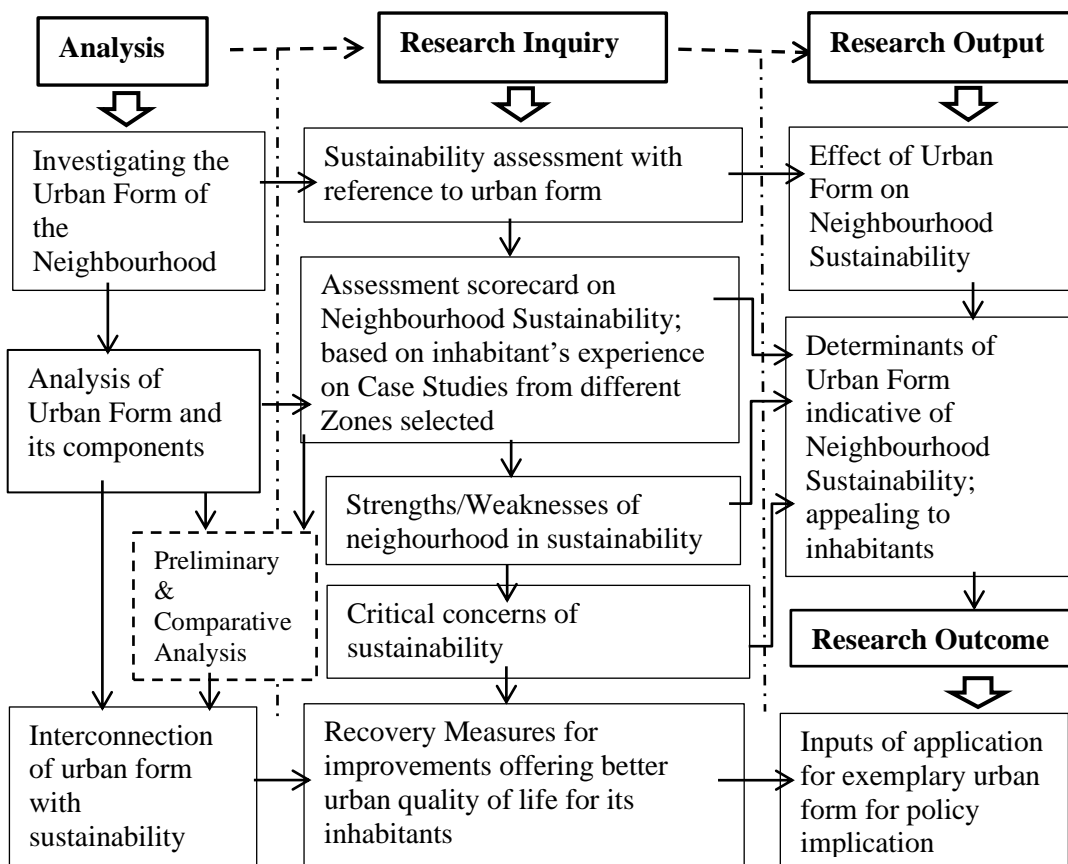 Analysis
Research Inquiry
Research Output
Investigating the
Urban Form of
the
Neighbourhood
Sustainability assessment with
reference to urban form
Effect of Urban
Form on
Neighbourhood
Sustainability
Analysis of
Urban Form and
its components
Assessment scorecard on
Neighbourhood Sustainability;
based on inhabitant’s experience
on Case Studies from different
Zones selected
Determinants of
Urban Form
indicative of
Neighbourhood
Sustainability;
appealing to
inhabitants
Strengths/Weaknesses of
neighourhood in sustainability
Preliminary
&
Comparative
Analysis
Critical concerns of
sustainability
Research Outcome
Interconnection
of urban form
with
sustainability
Recovery Measures for
improvements offering better
urban quality of life for its
inhabitants
Inputs of application
for exemplary urban
form for policy
implication